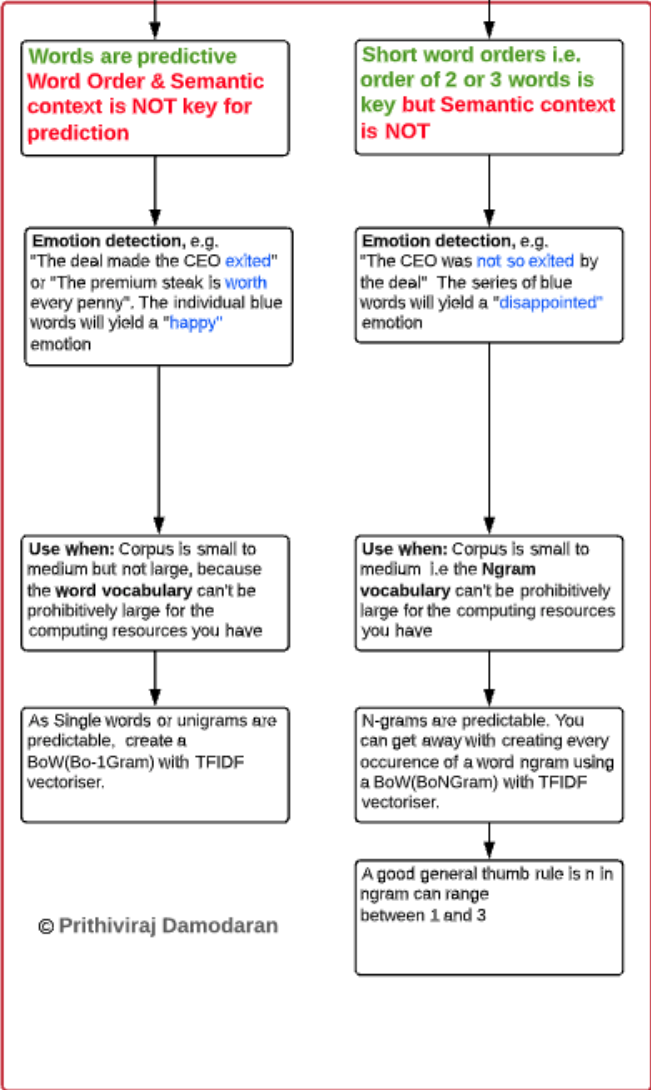 Words are predictive
Word Order & Semantic
context is NOT key for
prediction
Emotion detection, e.g.
"The deal made the CEO exited"
or "The premium steak is worth
every penny". The individual blue
words will yield a "happy"
emotion
Use when: Corpus is small to
medium but not large, because
the word vocabulary can't be
prohibitively large for the
computing resources you have
As Single words or unigrams are
predictable, create a
BoW(Bo-1Gram) with TFIDF
vectoriser.
© Prithiviraj Damodaran
Short word orders i.e.
order of 2 or 3 words is
key but Semantic context
is NOT
Emotion detection, e.g.
"The CEO was not so exited by
the deal" The series of blue
words will yield a "disappointed"
emotion
Use when: Corpus is small to
medium i.e the Ngram
vocabulary can't be prohibitively
large for the computing resources
you have
N-grams are predictable. You
can get away with creating every
occurence of a word ngram using
a BoW(BoNGram) with TFIDF
vectoriser.
A good general thumb rule is n in
ngram can range
between 1 and 3